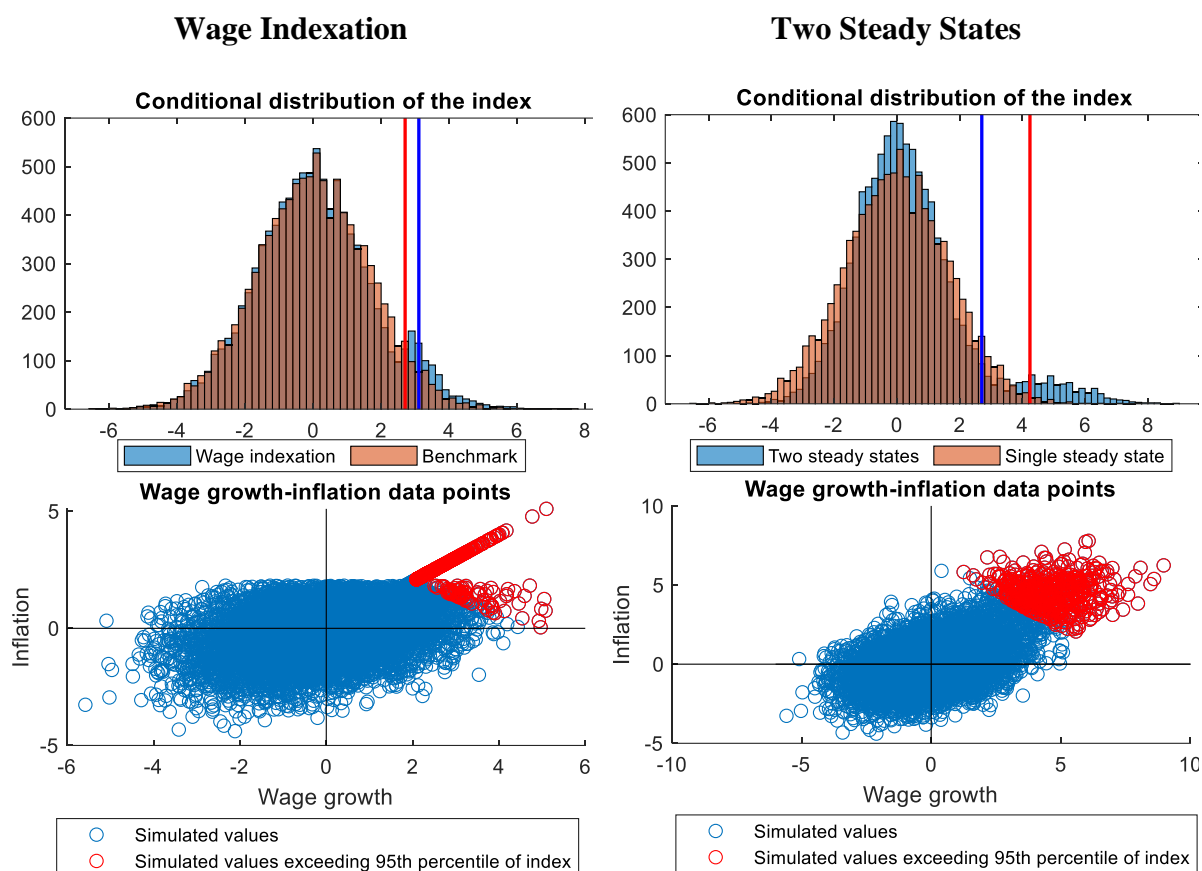 Wage Indexation
Two Steady States
Conditional distribution of the index
600
500
400
300
200
100
0
-6 -4 -2 0 2 4 6 8
Wage indexation Benchmark
Conditional distribution of the index
600
500
400
300
200
100
0
-6 -4 -2 0 2 4 6 8
Two steady states Single steady state
Wage growth-inflation data points
5
0
-5
Inflation
-6 -4 -2 0 2 4 6
Wage growth
Simulated values
Simulated values exceeding 95th percentile of index
Wage growth-inflation data points
10
5
0
-5
Inflation
-10 -5 0 5 10
Wage growth
Simulated values
Simulated values exceeding 95th percentile of index